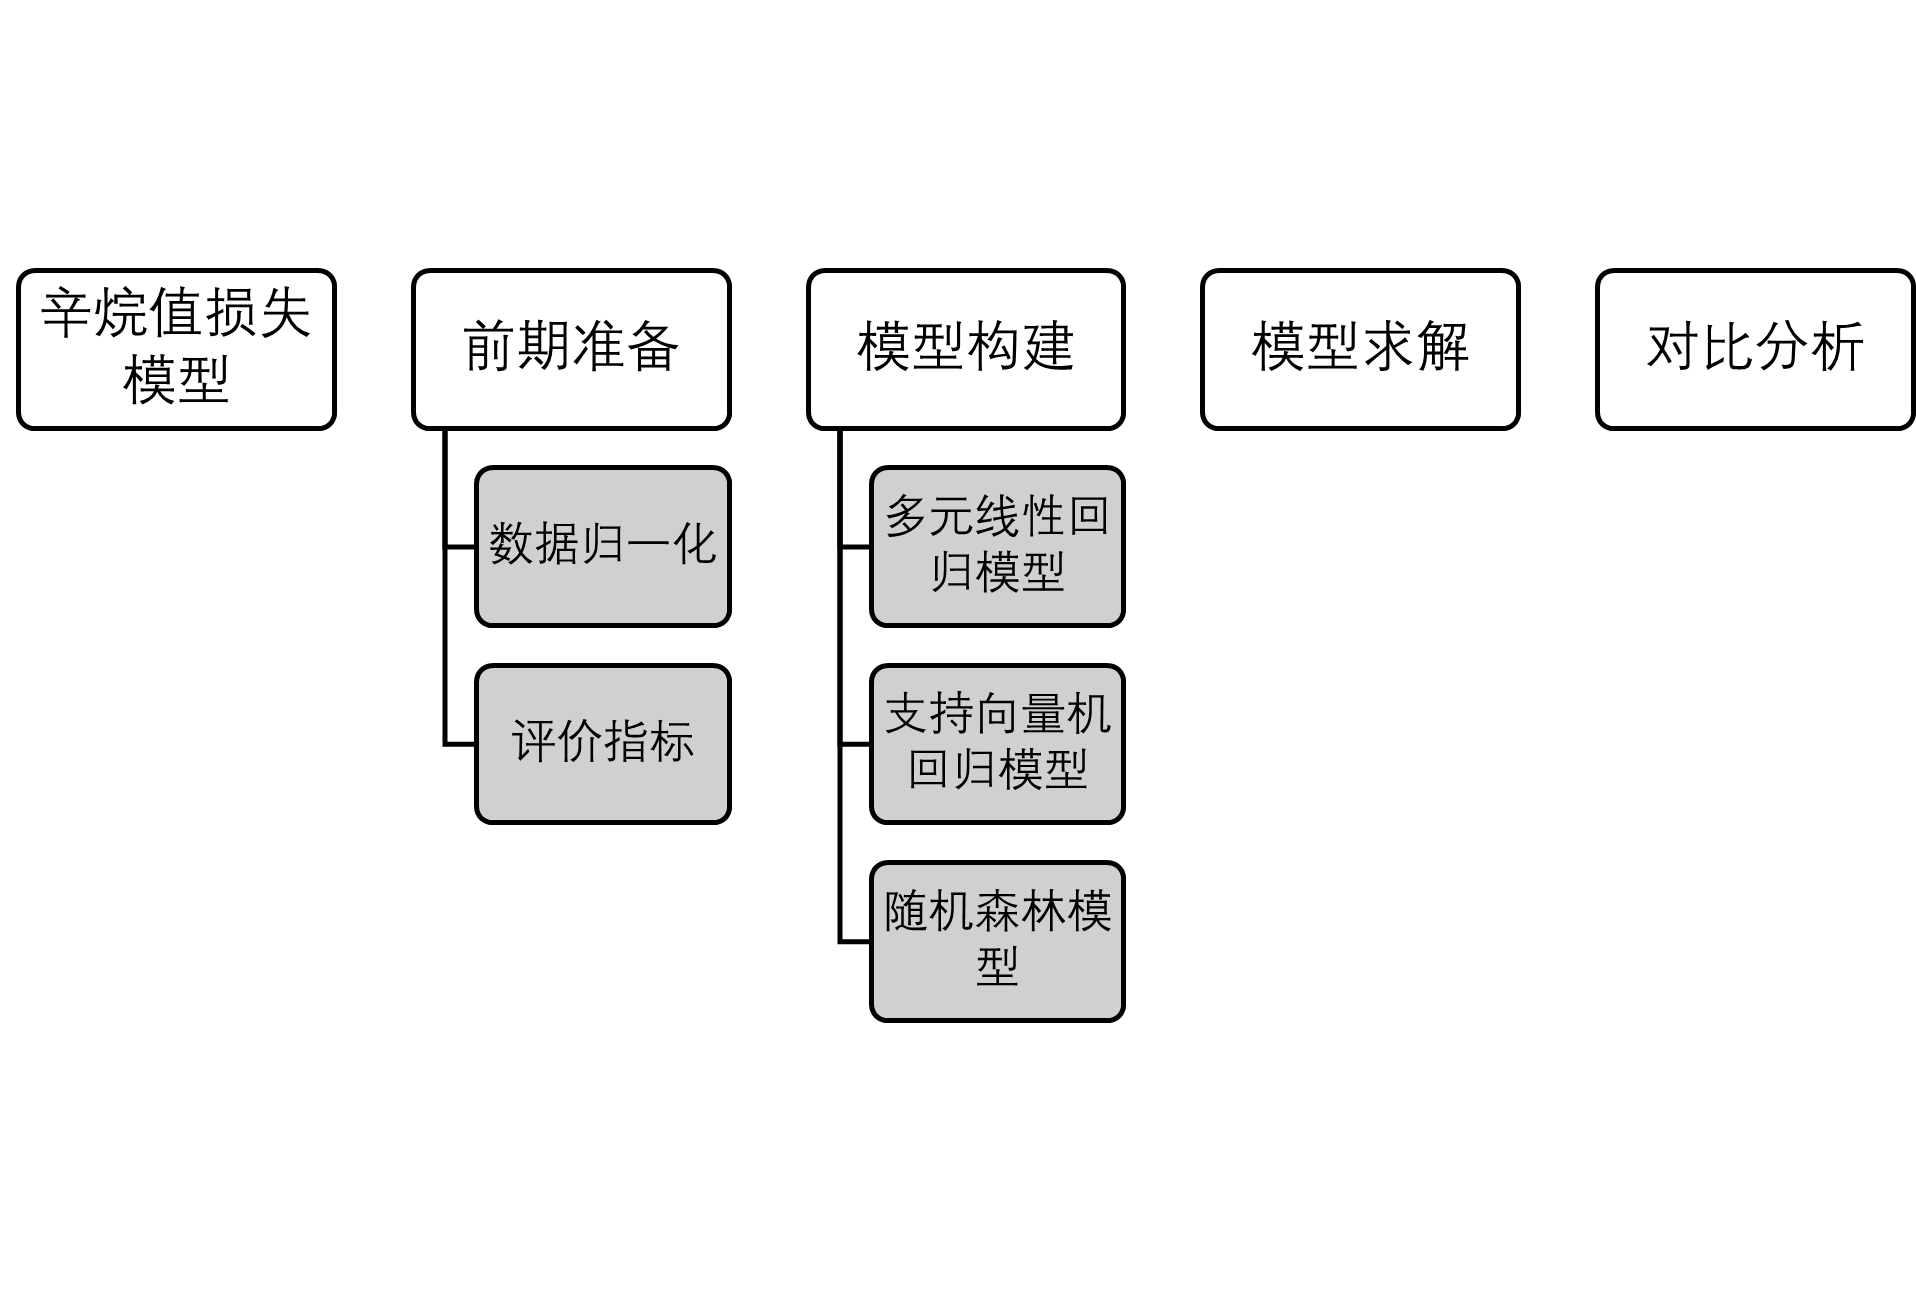 辛烷值损失
模型
前期准备
数据归一化
评价指标
模型构建
多元线性回
归模型
支持向量机
回归模型
随机森林模
型
模型求解
对比分析